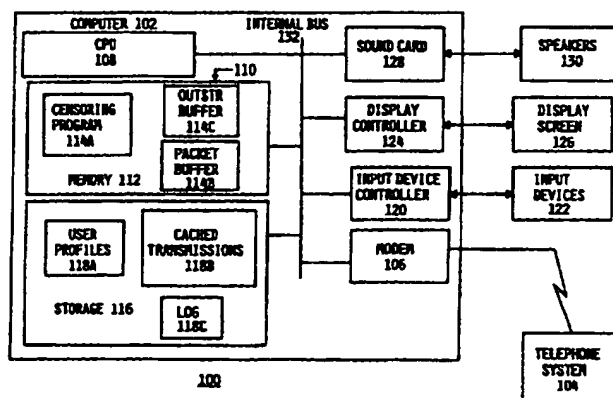 COMPUTER 102
INTERNAL BUS
132
CPU
108
SOUND CARD
128
SPEAKERS
130
110
CENSORING
PROGRAM
114A
OUTSTR
BUFFER
114C
PACKET
BUFFER
114B
MEMORY 112
DISPLAY
CONTROLLER
124
DISPLAY
SCREEN
126
INPUT DEVICE
CONTROLLER
120
INPUT
DEVICES
122
USER
PROFILES
118A
CACHED
TRANSMISSIONS
118B
STORAGE 116
LOG
118C
MODEM
106
TELEPHONE
SYSTEM
104
100